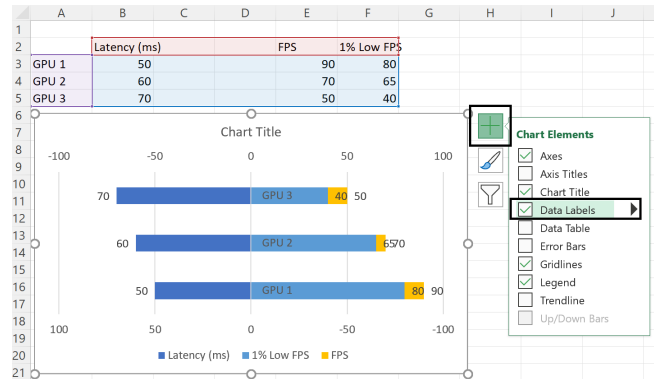 A B C D E F G H I J
1
2 Latency (ms) FPS 1% Low FPS
3 GPU 1 50 90 80
4 GPU 2 60 70 65
5 GPU 3 70 50 40
6
7 Chart Title Chart Elements
8 -100 -50 0 50 100 Axes
9 Axis Titles
10 Chart Title
11 70 GPU 3 40 50 Data Labels
12 Data Table
13 60 GPU 2 65 70 Error Bars
14 Gridlines
15 Legend
16 50 GPU 1 80 90 Trendline
17 Up/Down Bars
18 100 50 0 -50 -100
19
20 Latency (ms) 1% Low FPS FPS
21